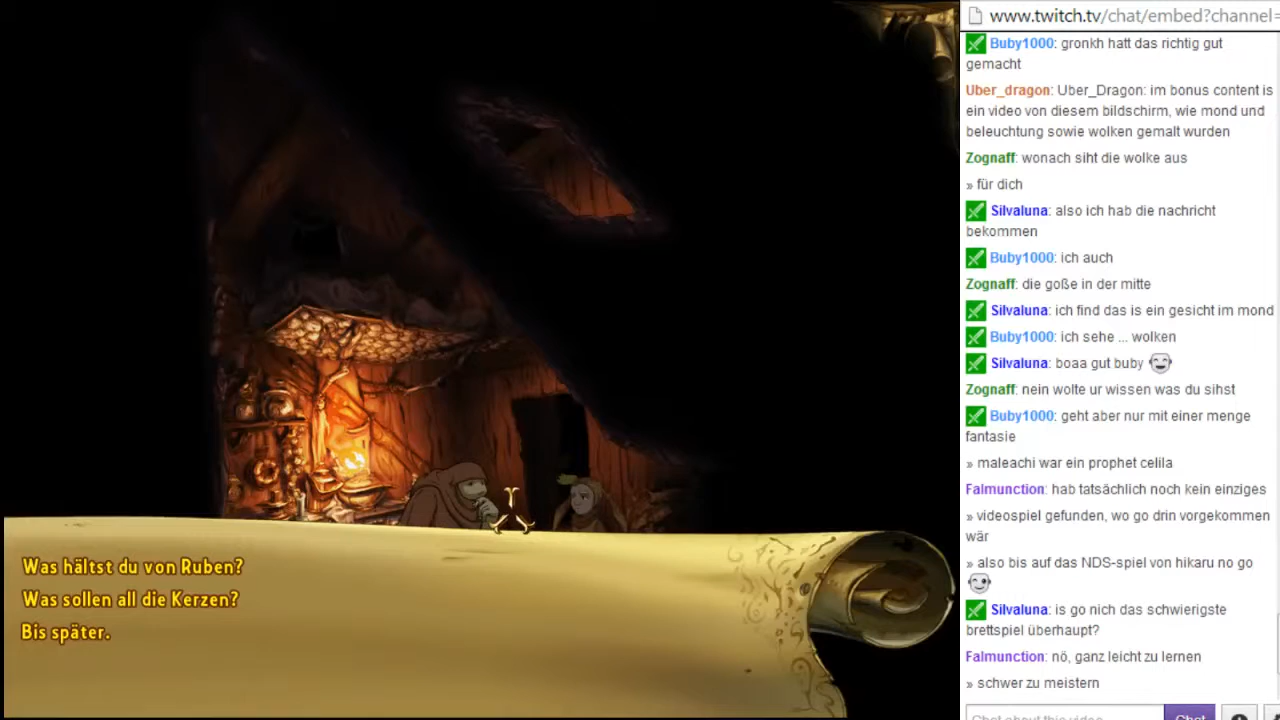 www.twitch.tv/chat/embed?channel=
Buby1000: gronkh hatt das richtig gut
gemacht
Uber_dragon: Uber_Dragon: im bonus content is
ein video von diesem bildschirm, wie mond und
beleuchtung sowie wolken gemalt wurden
Zognaff: wonach siht die wolke aus
» für dich
Silvaluna: also ich hab die nachricht
bekommen
Buby1000: ich auch
Zognaff: die goße in der mitte
Silvaluna: ich find das is ein gesicht im mond
Buby1000: ich sehe ... wolken
Silvaluna: boaa gut buby
Zognaff: nein wolte ur wissen was du sihst
Buby1000: geht aber nur mit einer menge
fantasie
» maleachi war ein prophet celila
Falmunction: hab tatsächlich noch kein einziges
» videospiel gefunden, wo go drin vorgekommen
wär
» also bis auf das NDS-spiel von hikaru no go
Silvaluna: is go nich das schwierigste
brettspiel überhaupt?
Falmunction: nö, ganz leicht zu lernen
» schwer zu meistern
Chat about this video
Chat
Was hältst du von Ruben?
Was sollen all die Kerzen?
Bis später.